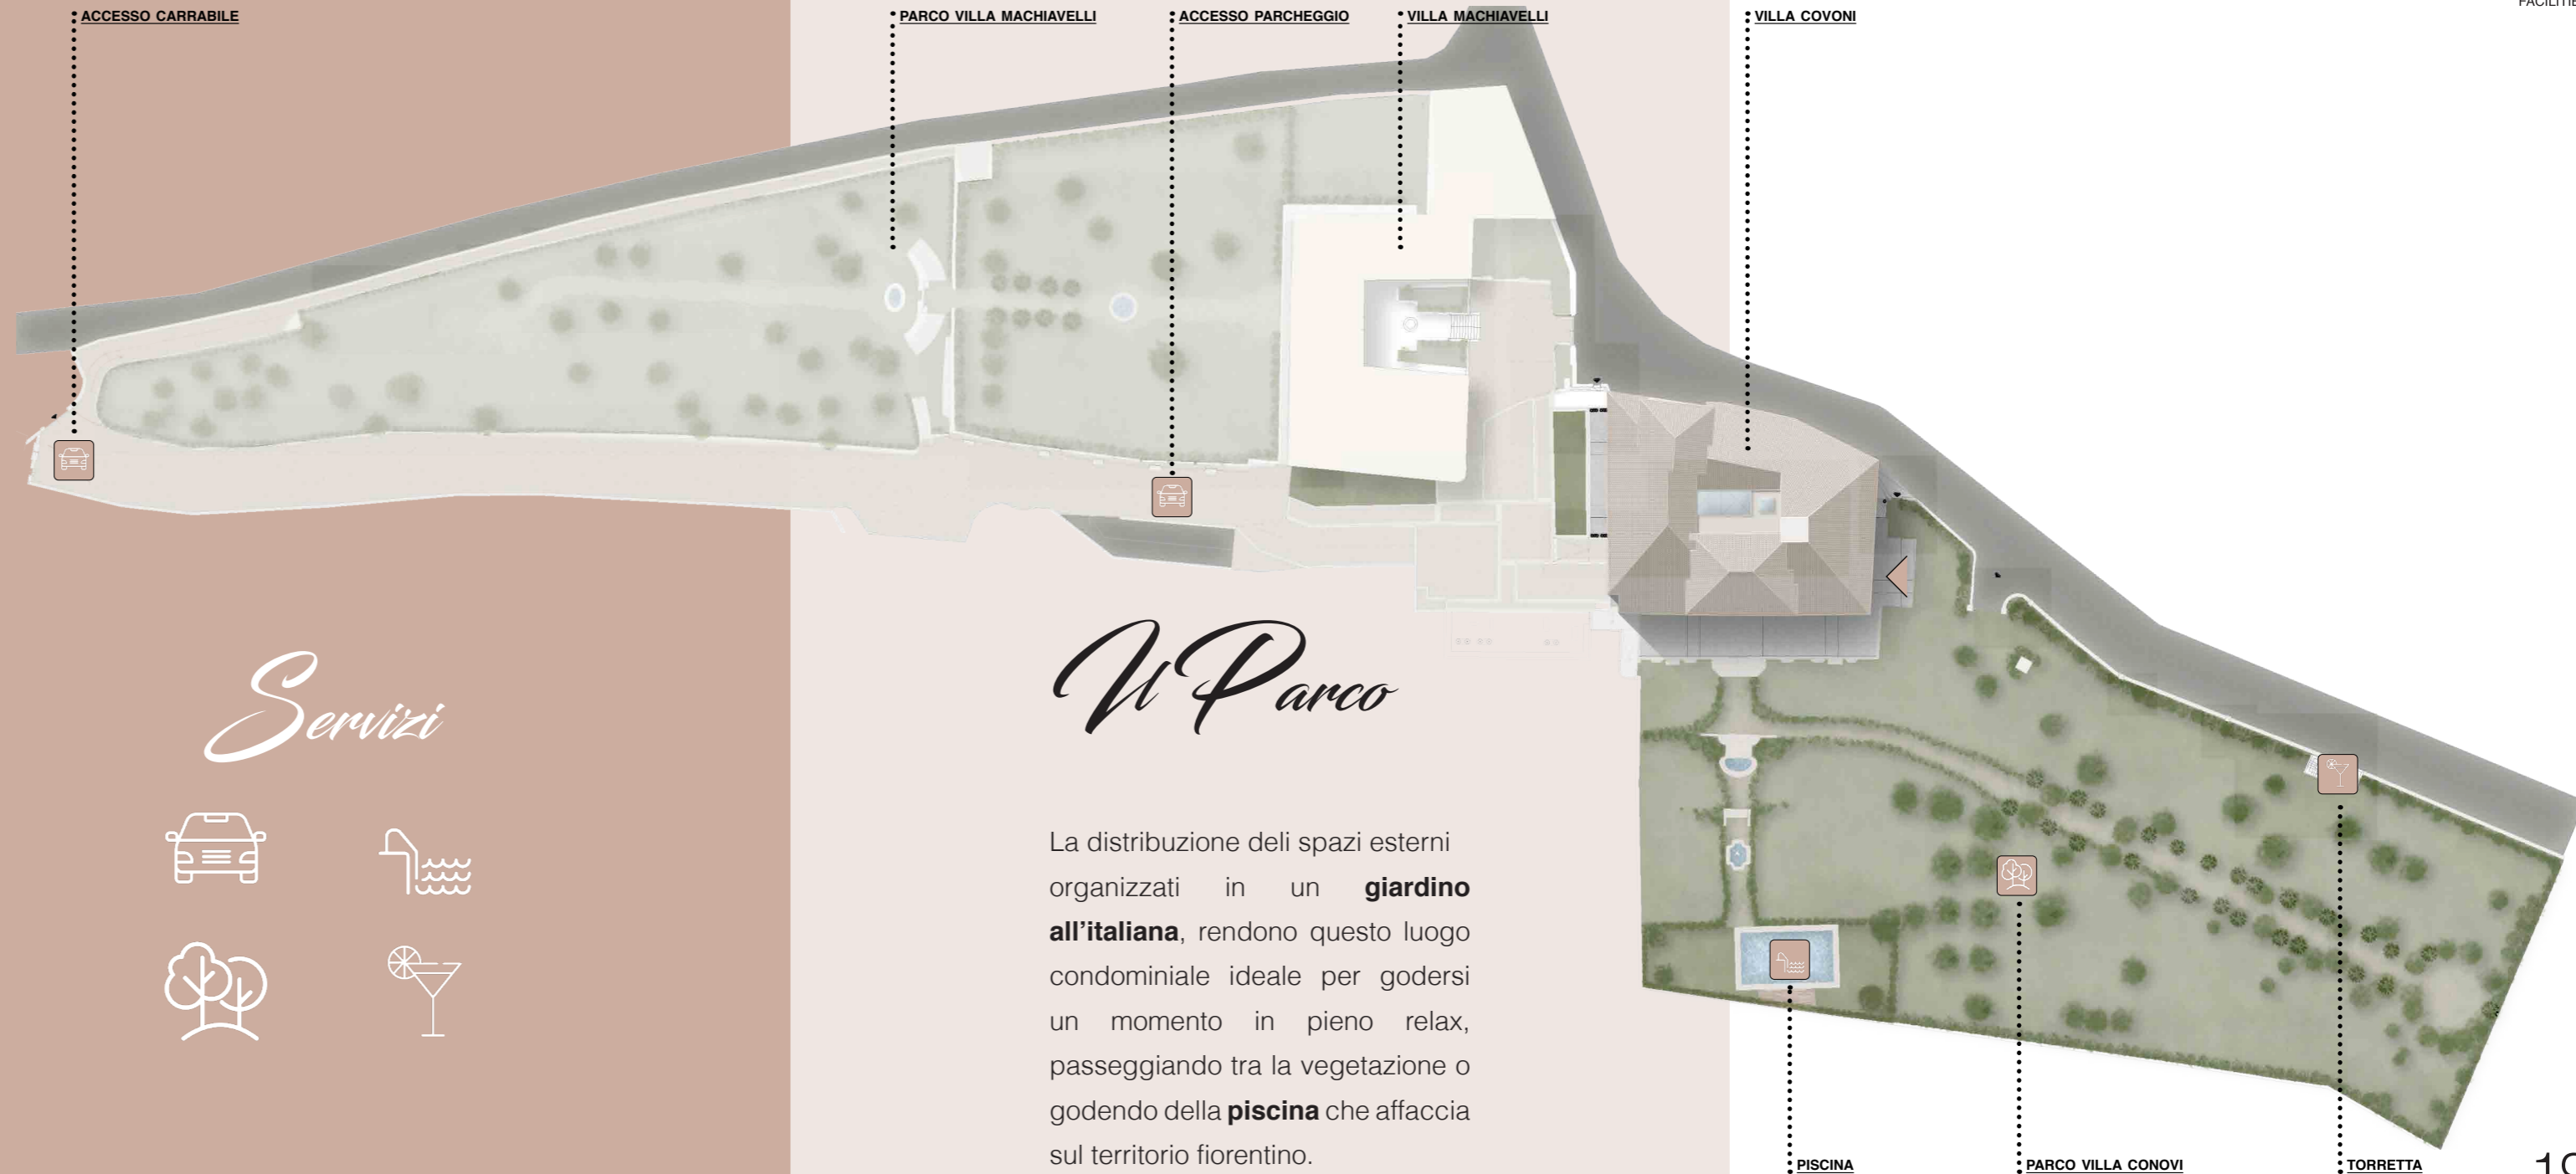 ACCESSO CARRABILE
PARCO VILLA MACHIAVELLI
ACCESSO PARCHEGGIO
VILLA MACHIAVELLI
VILLA COVONI
Servizi
Il Parco
La distribuzione deli spazi esterni
organizzati in un giardino
all'italiana, rendono questo luogo
condominiale ideale per godersi
un momento in pieno relax,
passeggiando tra la vegetazione o
godendo della piscina che affaccia
sul territorio fiorentino.
PISCINA
PARCO VILLA CONOVI
TORRETTA